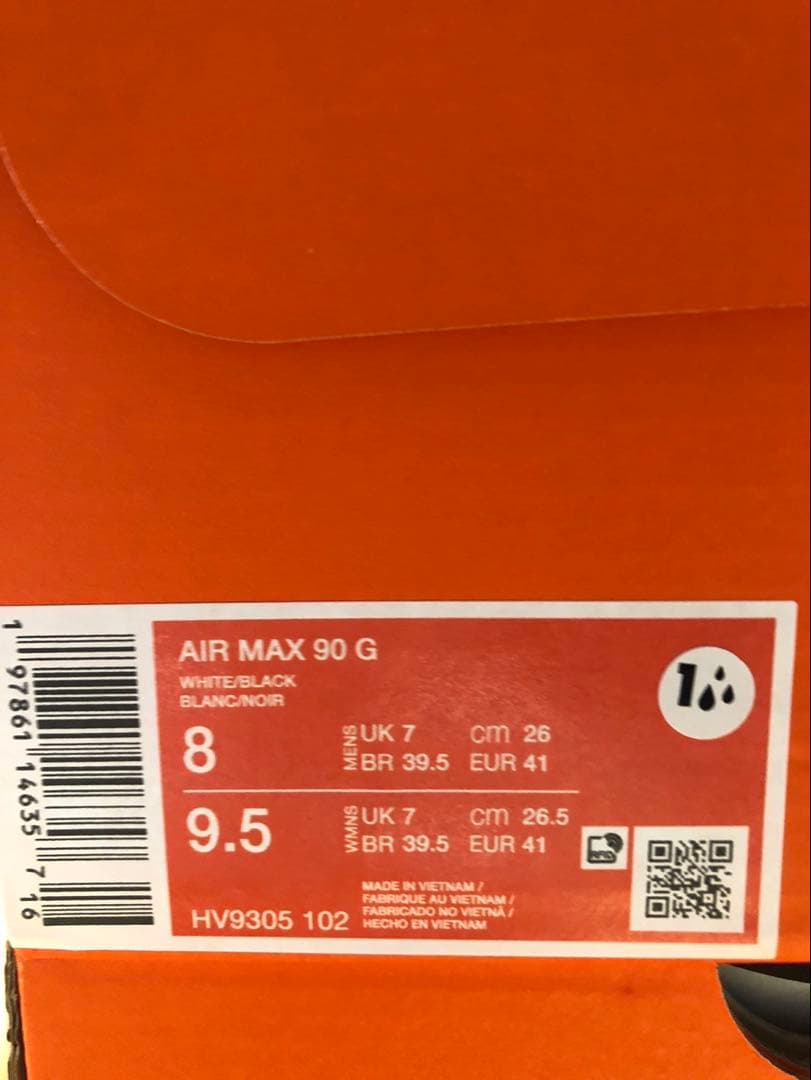 AIR MAX 90 G
WHITE/BLACK
BLANC/NOIR
8
MENS
UK 7 cm 26
BR 39.5 EUR 41
9.5
WMNS
UK 7 cm 26.5
BR 39.5 EUR 41
HV9305 102
MADE IN VIETNAM /
FABRIQUE AU VIETNAM /
FABRICADO NO VIETNÃ /
HECHO EN VIETNAM
1
1 97861 14635 7 16